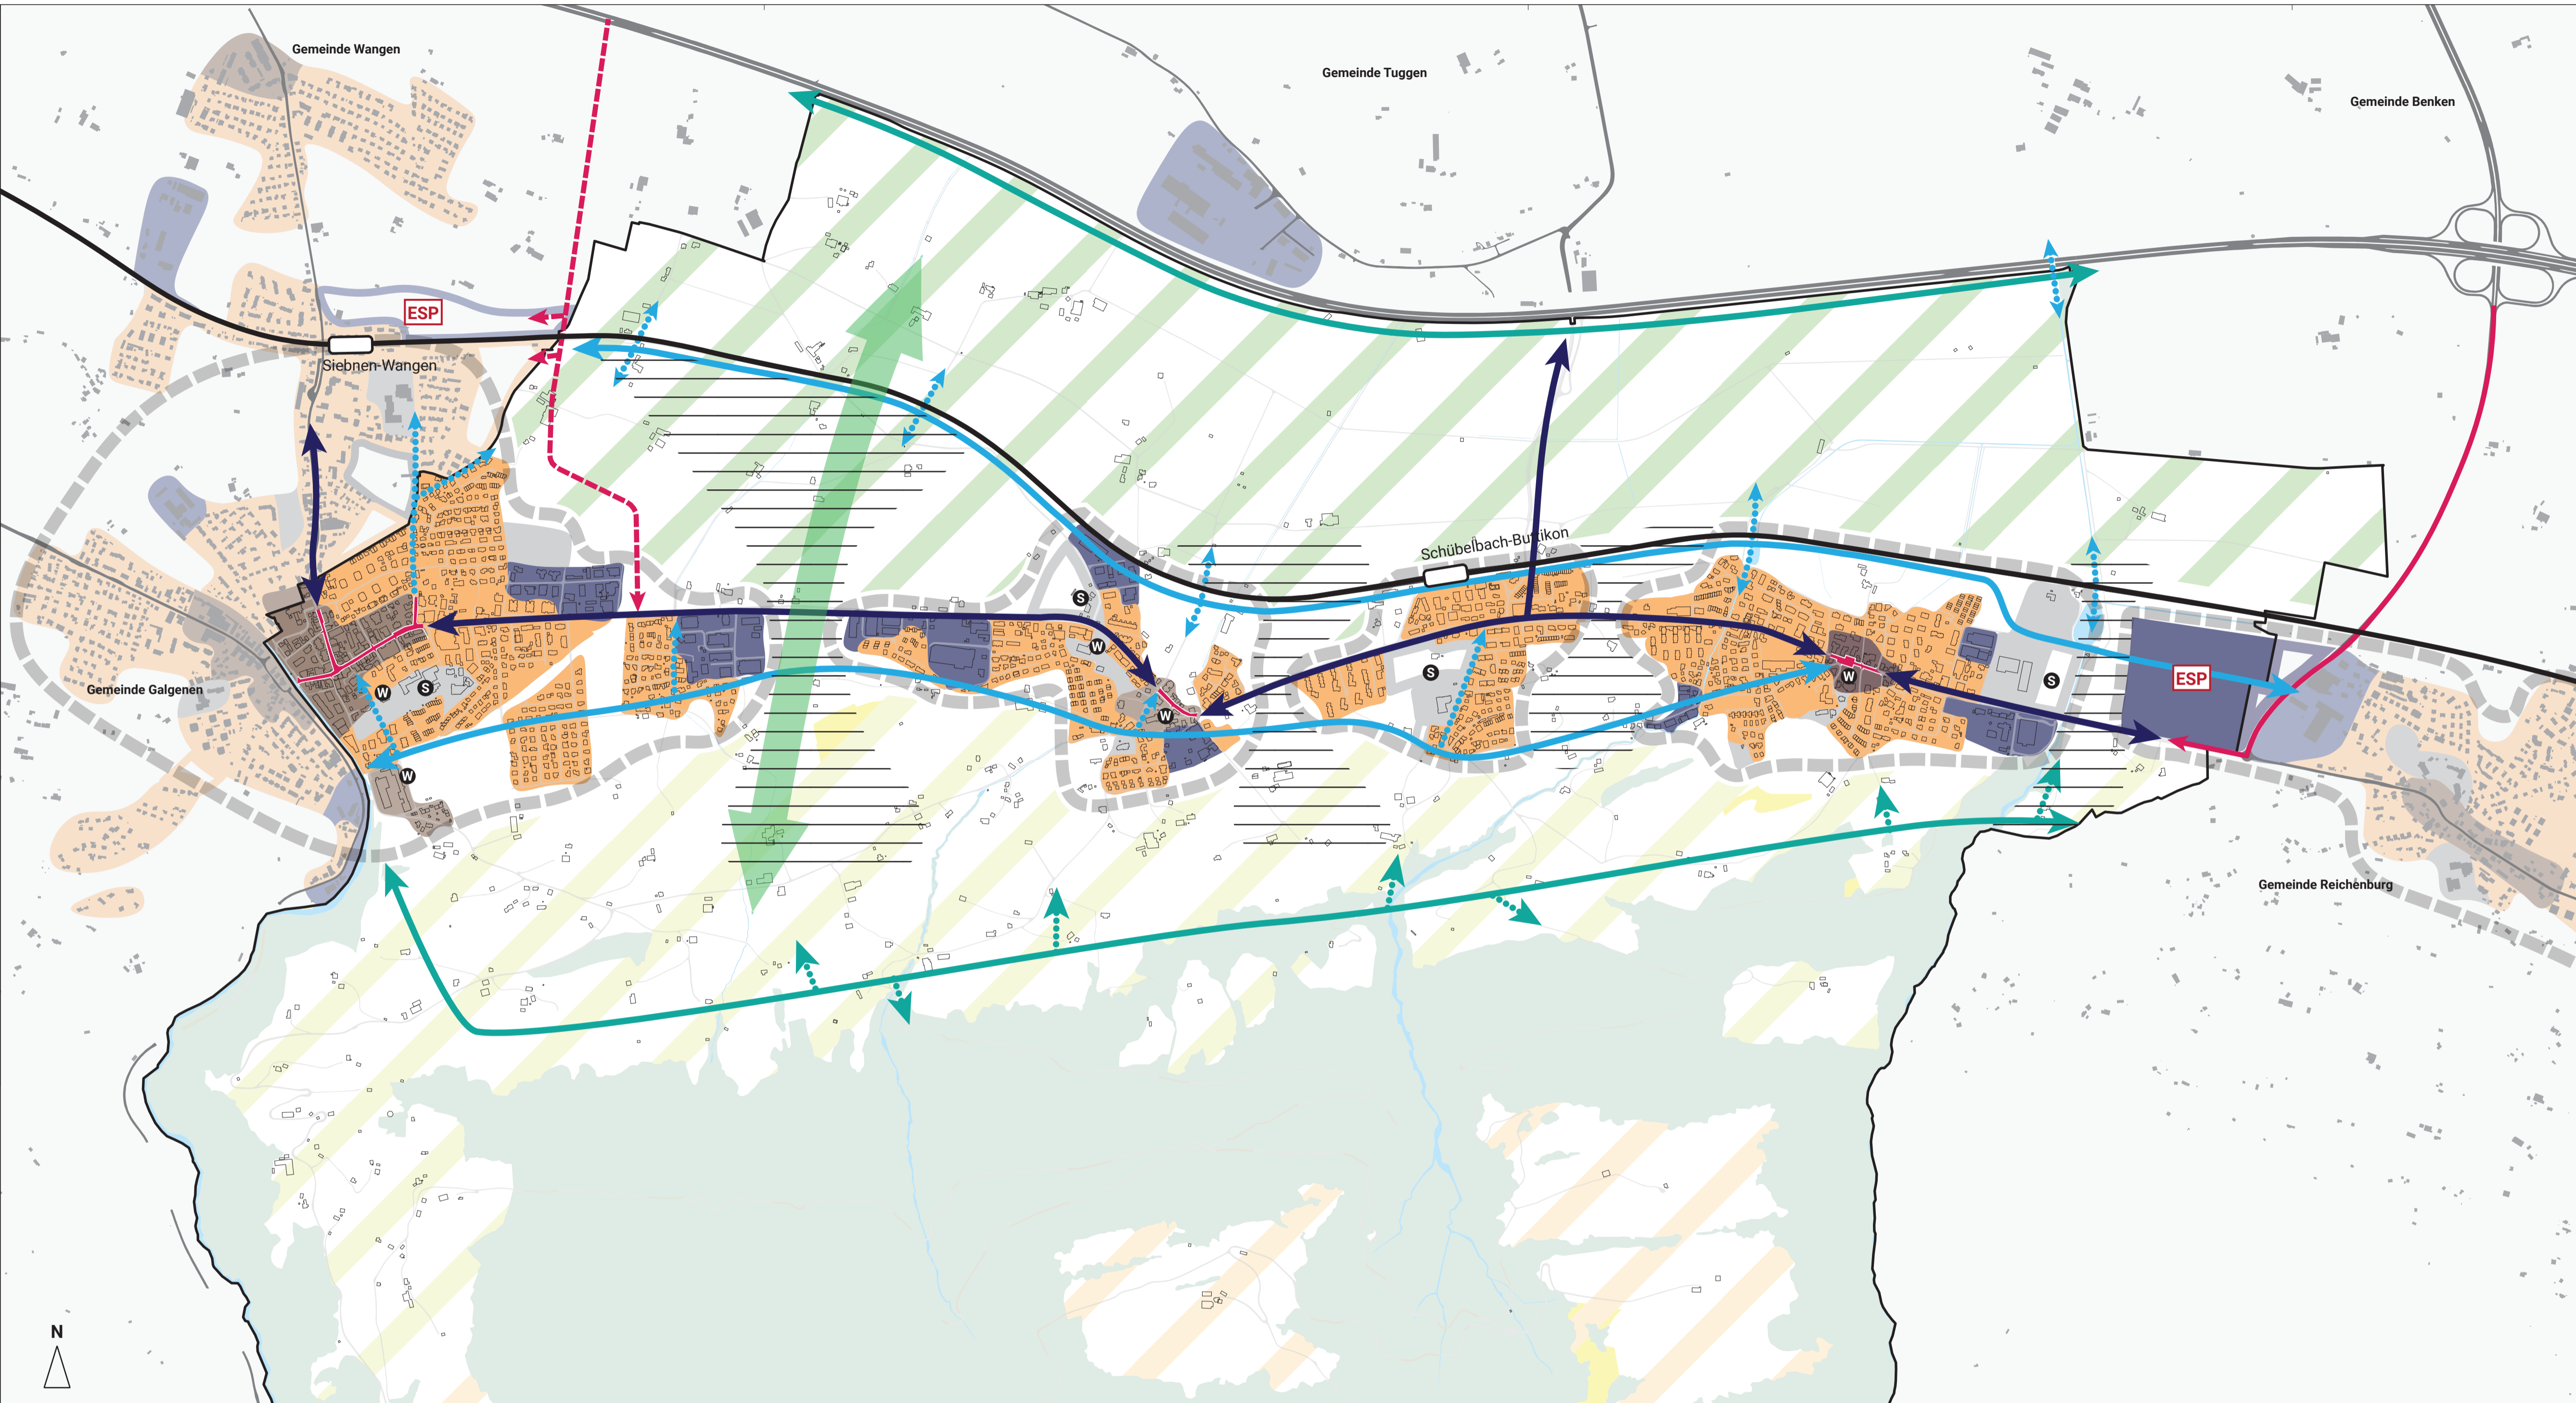 Gemeinde Wangen
Gemeinde Tuggen
Gemeinde Benken
ESP
Siebnen-Wangen
Schübelbach-Buttikon
S
W
Gemeinde Galgenen
W
S
W
W
S
W
S
ESP
Gemeinde Reichenburg
N